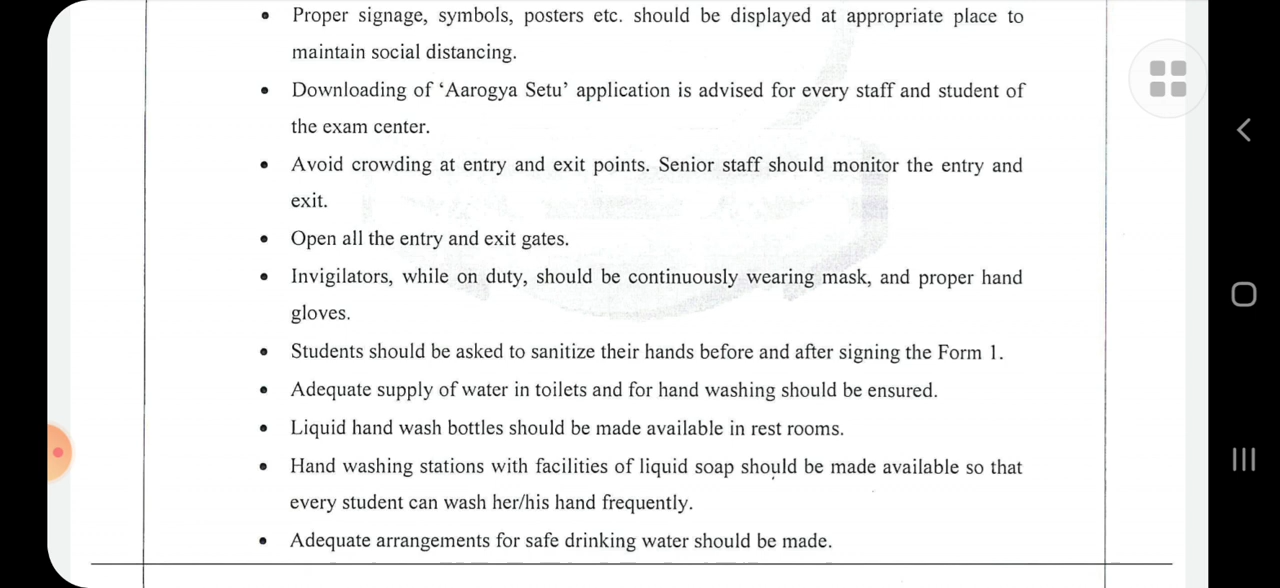 • Proper signage, symbols, posters etc. should be displayed at appropriate place to
maintain social distancing.
• Downloading of ‘Aarogya Setu’ application is advised for every staff and student of
the exam center.
• Avoid crowding at entry and exit points. Senior staff should monitor the entry and
exit.
• Open all the entry and exit gates.
• Invigilators, while on duty, should be continuously wearing mask, and proper hand
gloves.
• Students should be asked to sanitize their hands before and after signing the Form 1.
• Adequate supply of water in toilets and for hand washing should be ensured.
• Liquid hand wash bottles should be made available in rest rooms.
• Hand washing stations with facilities of liquid soap should be made available so that
every student can wash her/his hand frequently.
• Adequate arrangements for safe drinking water should be made.